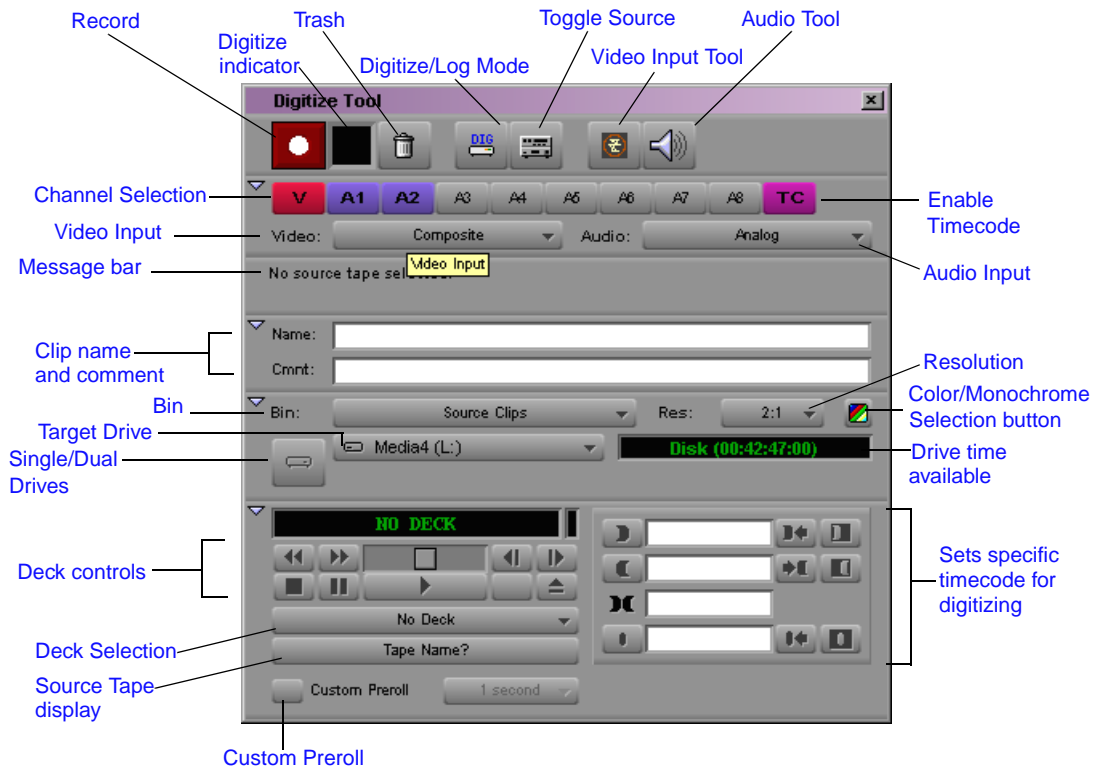 Record
Trash
Toggle Source
Audio Tool
Digitize
indicator
Digitize/Log Mode
Video Input Tool
Digitize Tool
DIG
Channel Selection
V A1 A2 A3 A4 A5 A6 A7 A8 TC
Enable
Timecode
Video Input
Video: Composite Audio: Analog
Message bar
Video Input
No source tape
Audio Input
Name:
Clip name
and comment
Cmnt:
Resolution
Bin
Bin: Source Clips Res: 2:1
Color/Monochrome
Selection button
Target Drive
Media4 (L:)
Disk (00:42:47:00)
Single/Dual
Drives
Drive time
available
NO DECK
Deck controls
Sets specific
timecode for
digitizing
No Deck
Deck Selection
Tape Name?
Source Tape
display
Custom Preroll 1 second
Custom Preroll